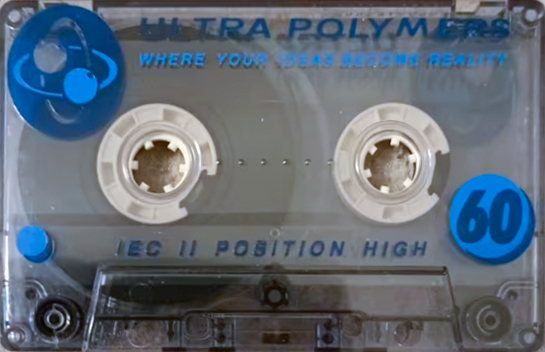 ULTRA POLYMERS
WHERE YOUR IDEAS BECOME REALITY
60
IEC II POSITION HIGH